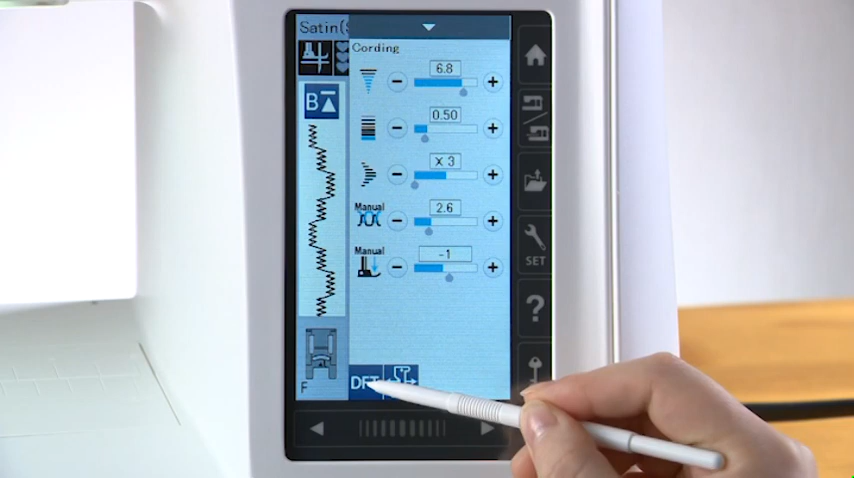 Satin(S
Cording
6.8
B
0.50
X 3
Manual
2.6
Manual
-1
SET
?
F
DFT